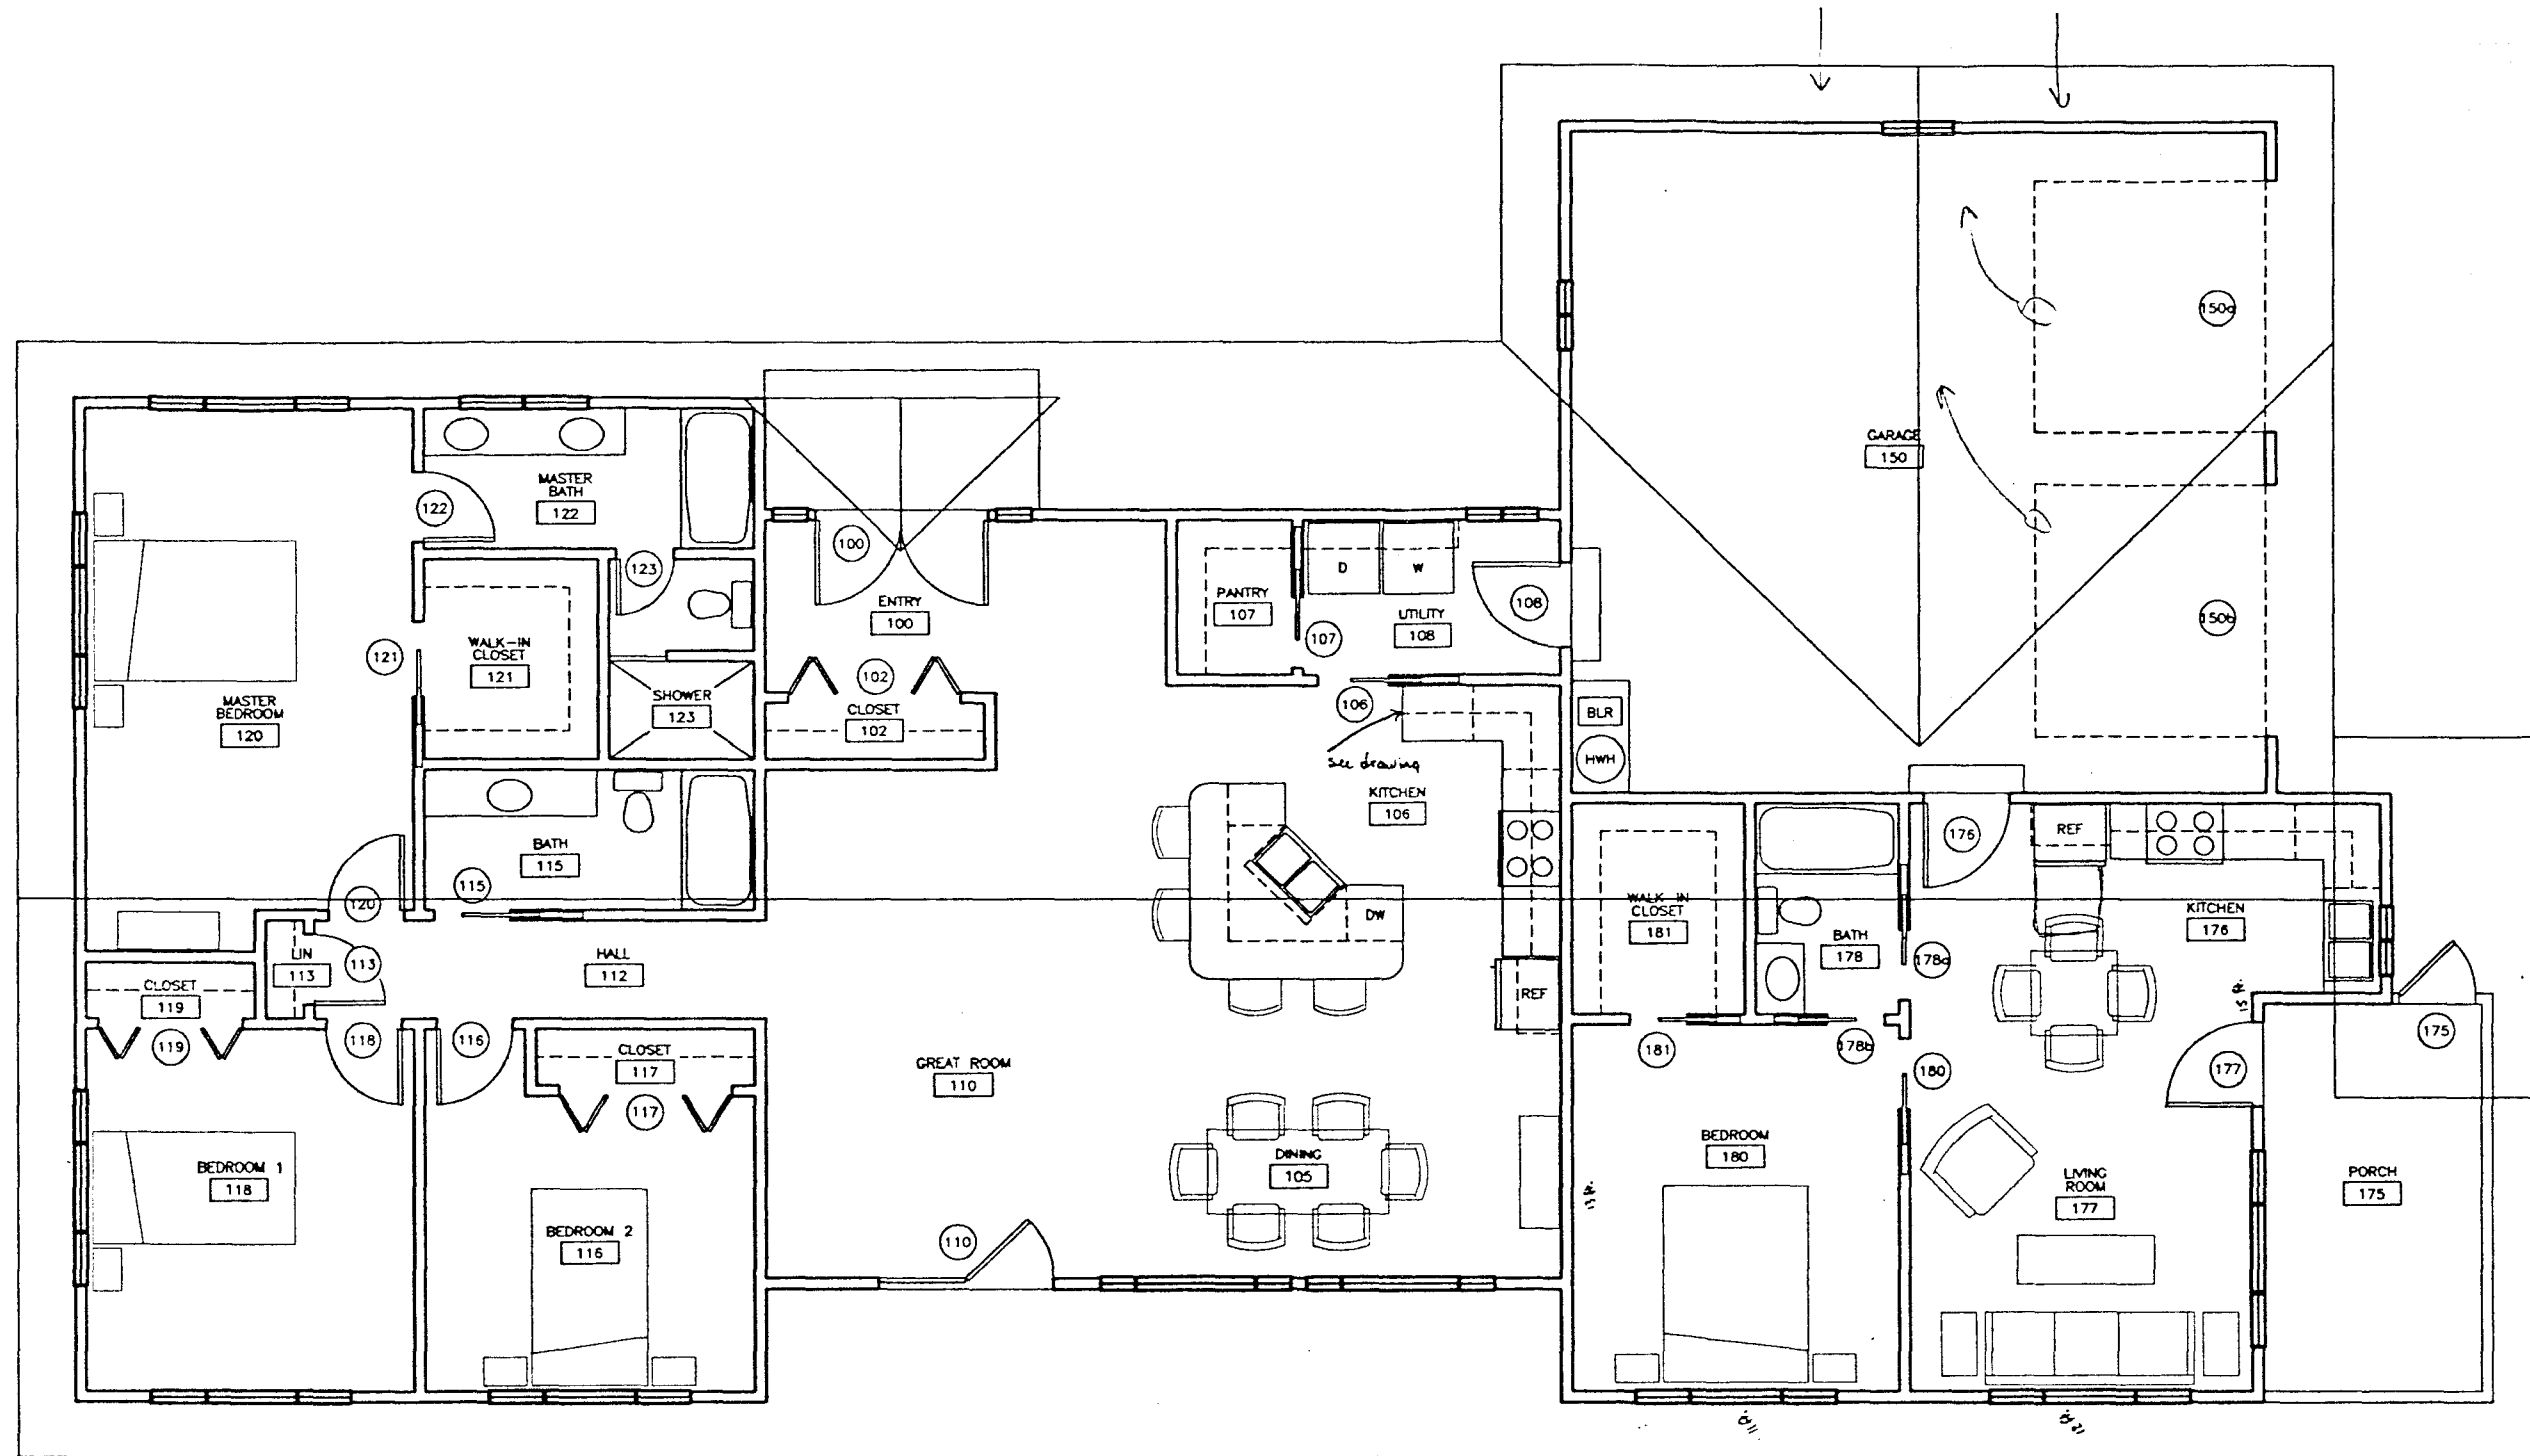 150a
GARAGE
150
122
MASTER
BATH
122
100
123
D
W
ENTRY
100
PANTRY
107
108
UTILITY
108
107
150b
121
WALK-IN
CLOSET
121
102
SHOWER
123
CLOSET
102
MASTER
BEDROOM
120
106
BLR
see drawing
HWH
KITCHEN
106
BATH
115
115
176
REF
120
DW
WALK IN
CLOSET
181
KITCHEN
176
BATH
178
178a
LIN
113
113
HALL
112
CLOSET
119
REF
15 ft.
119
118
116
CLOSET
117
117
GREAT ROOM
110
181
178b
180
177
175
BEDROOM
180
DINING
105
BEDROOM 1
118
LIVING
ROOM
177
PORCH
175
13 ft.
BEDROOM 2
116
110